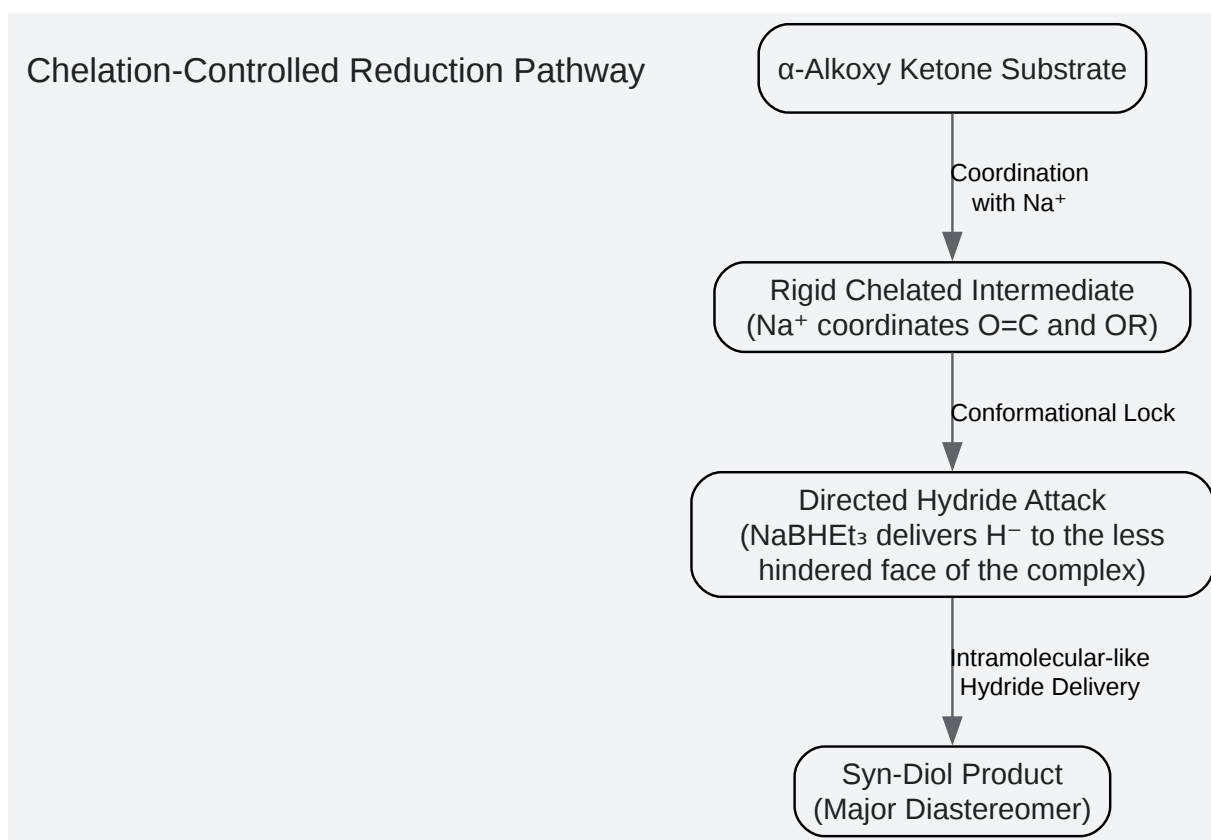 Chelation-Controlled Reduction Pathway
α-Alkoxy Ketone Substrate
Coordination
with Na⁺
Rigid Chelated Intermediate
(Na⁺ coordinates O=C and OR)
Conformational Lock
Directed Hydride Attack
(NaBHEt₃ delivers H⁻ to the less
hindered face of the complex)
Intramolecular-like
Hydride Delivery
Syn-Diol Product
(Major Diastereomer)